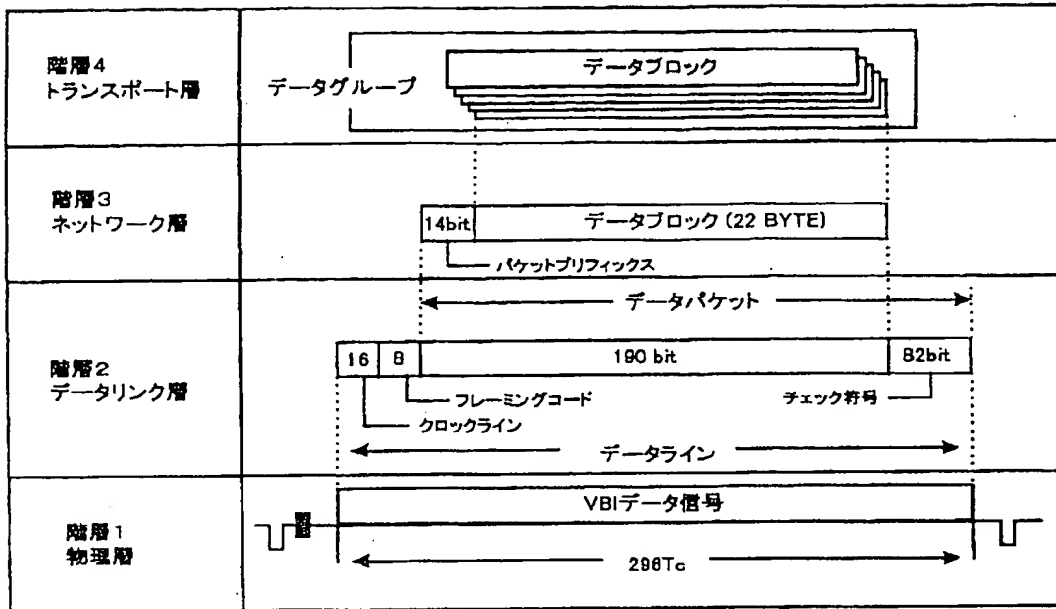 階層4
トランスポート層
データグループ
データブロック
階層3
ネットワーク層
14bit
データブロック (22 BYTE)
パケットプリフィックス
データパケット
階層2
データリンク層
16
8
190 bit
82bit
フレーミングコード
チェック符号
クロックライン
データライン
階層1
物理層
VBIデータ信号
296Tc